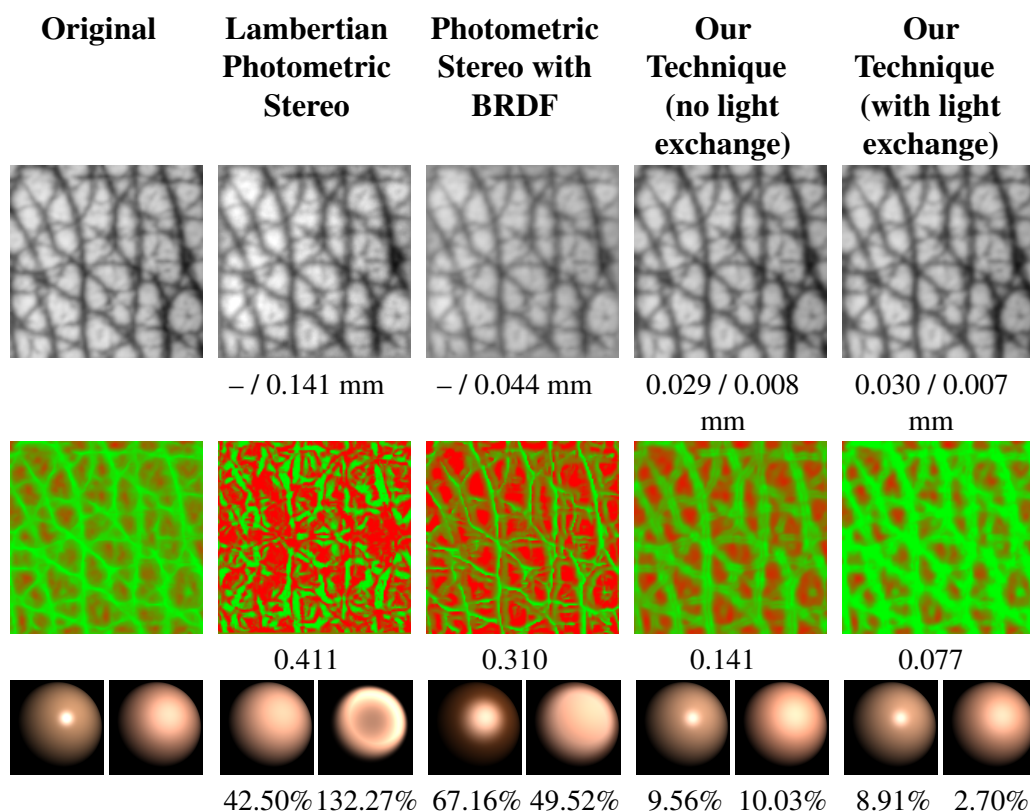 Original
Lambertian
Photometric
Stereo
Photometric
Stereo with
BRDF
Our
Technique
(no light
exchange)
Our
Technique
(with light
exchange)
– / 0.141 mm
– / 0.044 mm
0.029 / 0.008
mm
0.030 / 0.007
mm
0.411
0.310
0.141
0.077
42.50% 132.27%
67.16% 49.52%
9.56% 10.03%
8.91% 2.70%